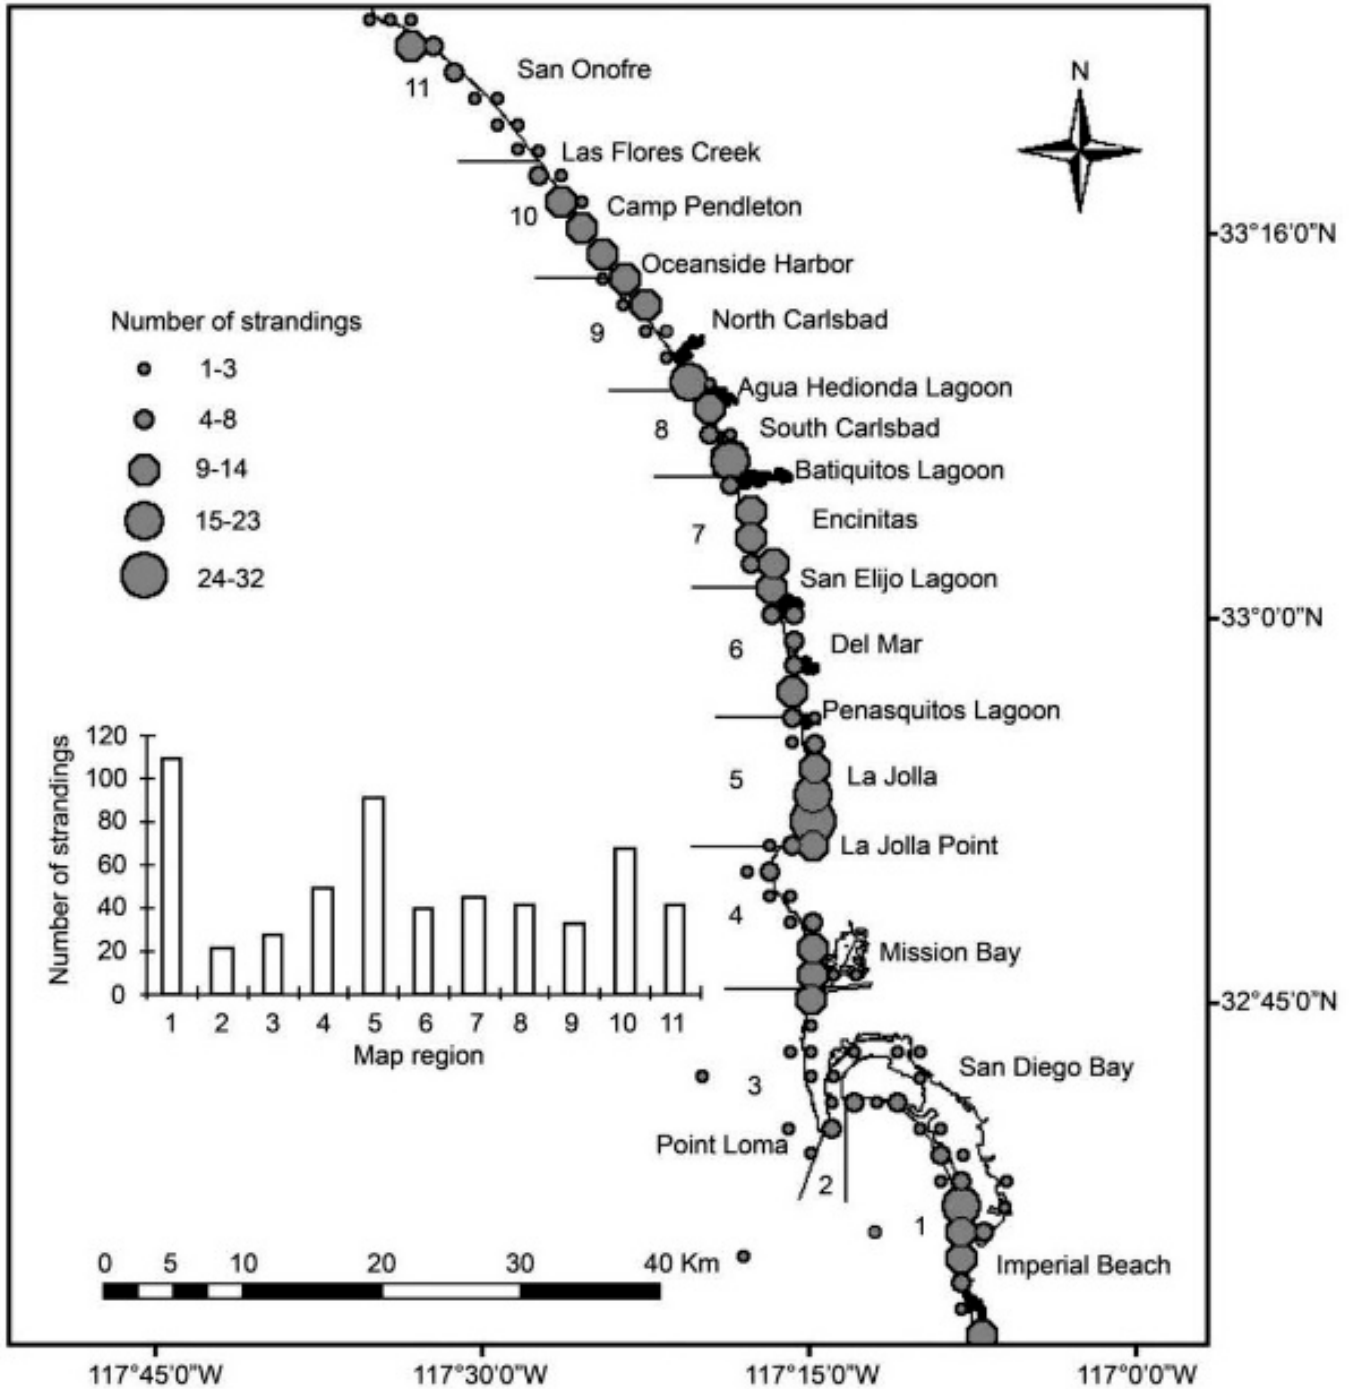 San Onofre
N
11
Las Flores Creek
10
Camp Pendleton
33°16'0"N
Oceanside Harbor
Number of strandings
9
North Carlsbad
1-3
Agua Hedionda Lagoon
4-8
8
South Carlsbad
9-14
Batiquitos Lagoon
15-23
7
Encinitas
24-32
San Elijo Lagoon
33°0'0"N
6
Del Mar
Penasquitos Lagoon
5
La Jolla
La Jolla Point
4
Mission Bay
32°45'0"N
Number of strandings
120
100
80
60
40
20
0
1 2 3 4 5 6 7 8 9 10 11
Map region
3
San Diego Bay
Point Loma
2
1
Imperial Beach
0 5 10 20 30 40 Km
117°45'0"W 117°30'0"W 117°15'0"W 117°0'0"W